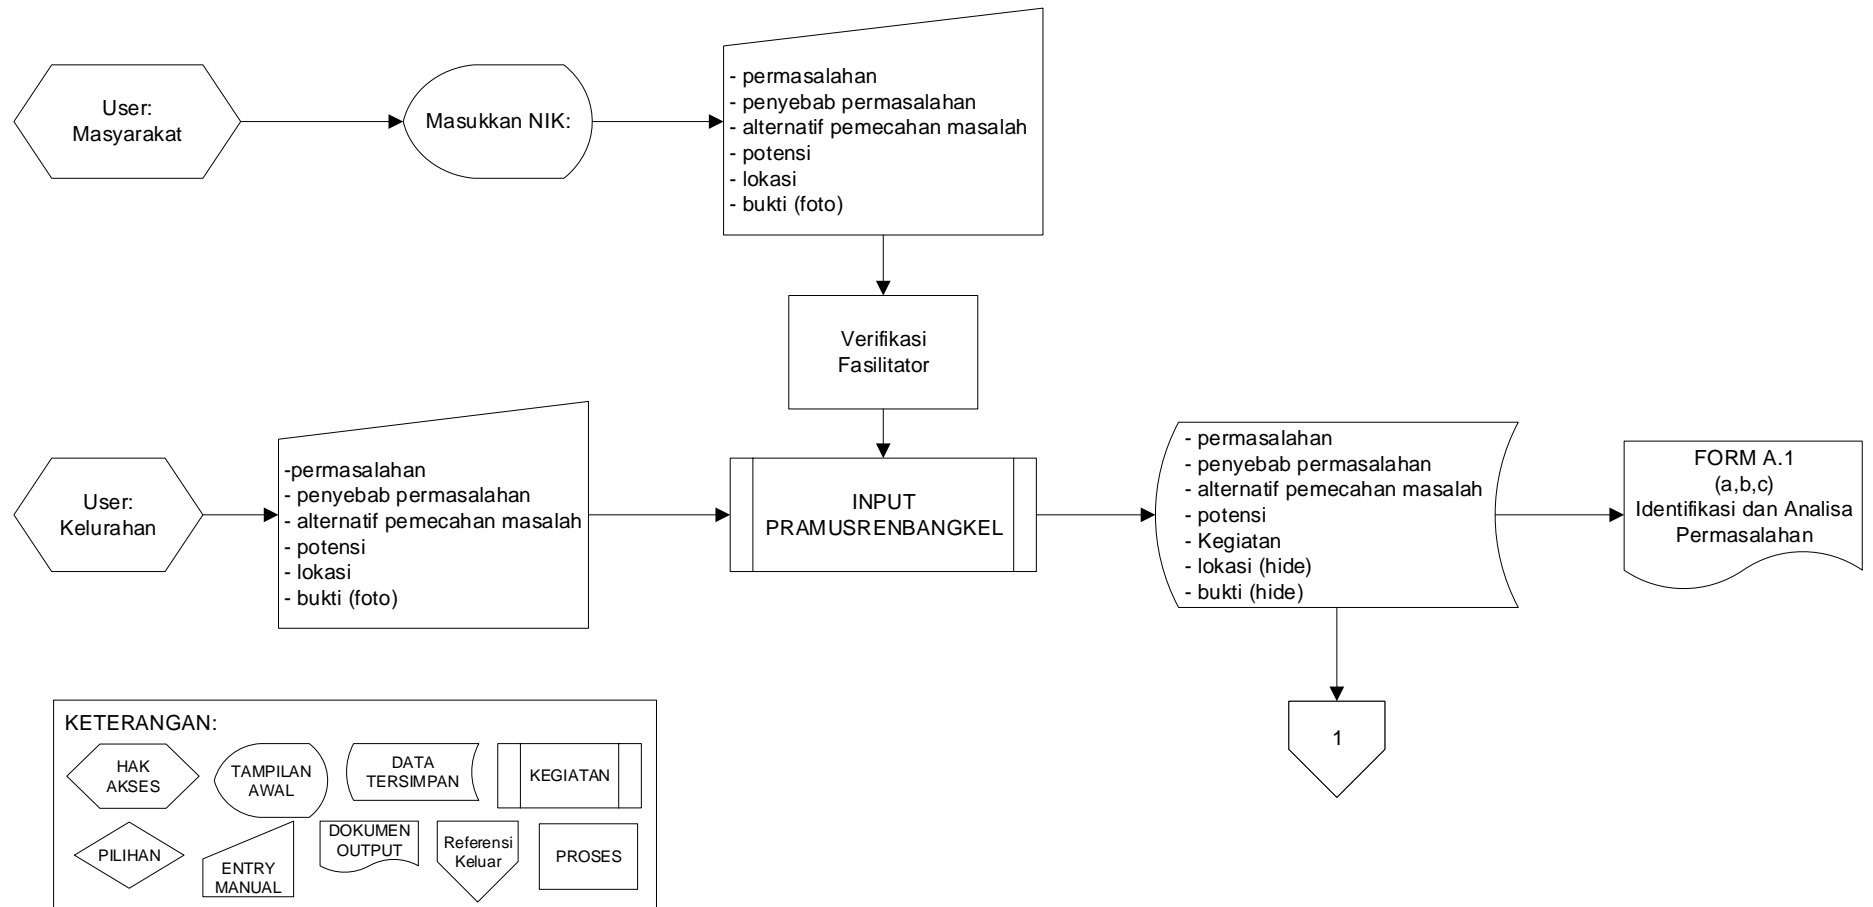 User:
Masyarakat
Masukkan NIK:
- permasalahan
- penyebab permasalahan
- alternatif pemecahan masalah
- potensi
- lokasi
- bukti (foto)
Verifikasi
Fasilitator
User:
Kelurahan
-permasalahan
- penyebab permasalahan
- alternatif pemecahan masalah
- potensi
- lokasi
- bukti (foto)
INPUT
PRAMUSRENBANGKEL
- permasalahan
- penyebab permasalahan
- alternatif pemecahan masalah
- potensi
- Kegiatan
- lokasi (hide)
- bukti (hide)
FORM A.1
(a,b,c)
Identifikasi dan Analisa
Permasalahan
1
KETERANGAN:
HAK
AKSES
TAMPILAN
AWAL
DATA
TERSIMPAN
KEGIATAN
PILIHAN
ENTRY
MANUAL
DOKUMEN
OUTPUT
Referensi
Keluar
PROSES